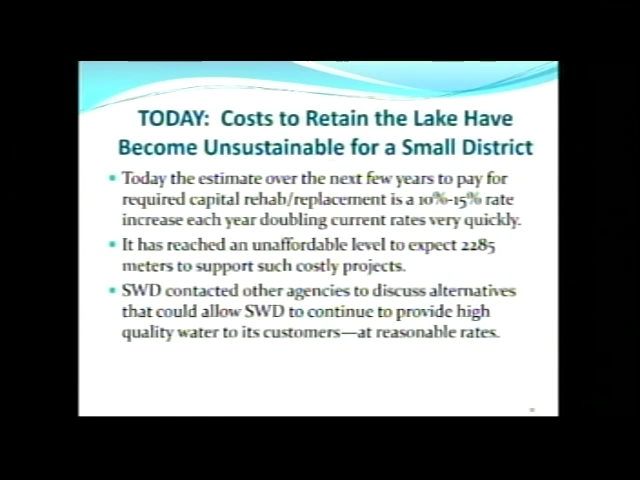 TODAY: Costs to Retain the Lake Have
Become Unsustainable for a Small District
Today the estimate over the next few years to pay for
required capital rehab/replacement is a 10%-15% rate
increase each year doubling current rates very quickly.
It has reached an unaffordable level to expect 2285
meters to support such costly projects.
SWD contacted other agencies to discuss alternatives
that could allow SWD to continue to provide high
quality water to its customers—at reasonable rates.